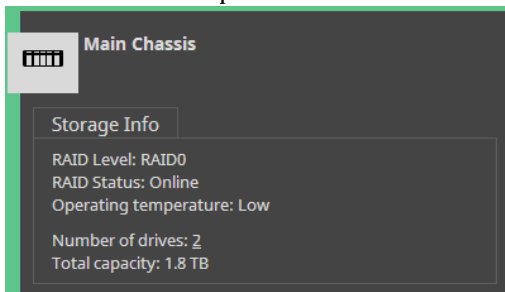 Main Chassis
Storage Info
RAID Level: RAID0
RAID Status: Online
Operating temperature: Low
Number of drives: 2
Total capacity: 1.8 TB